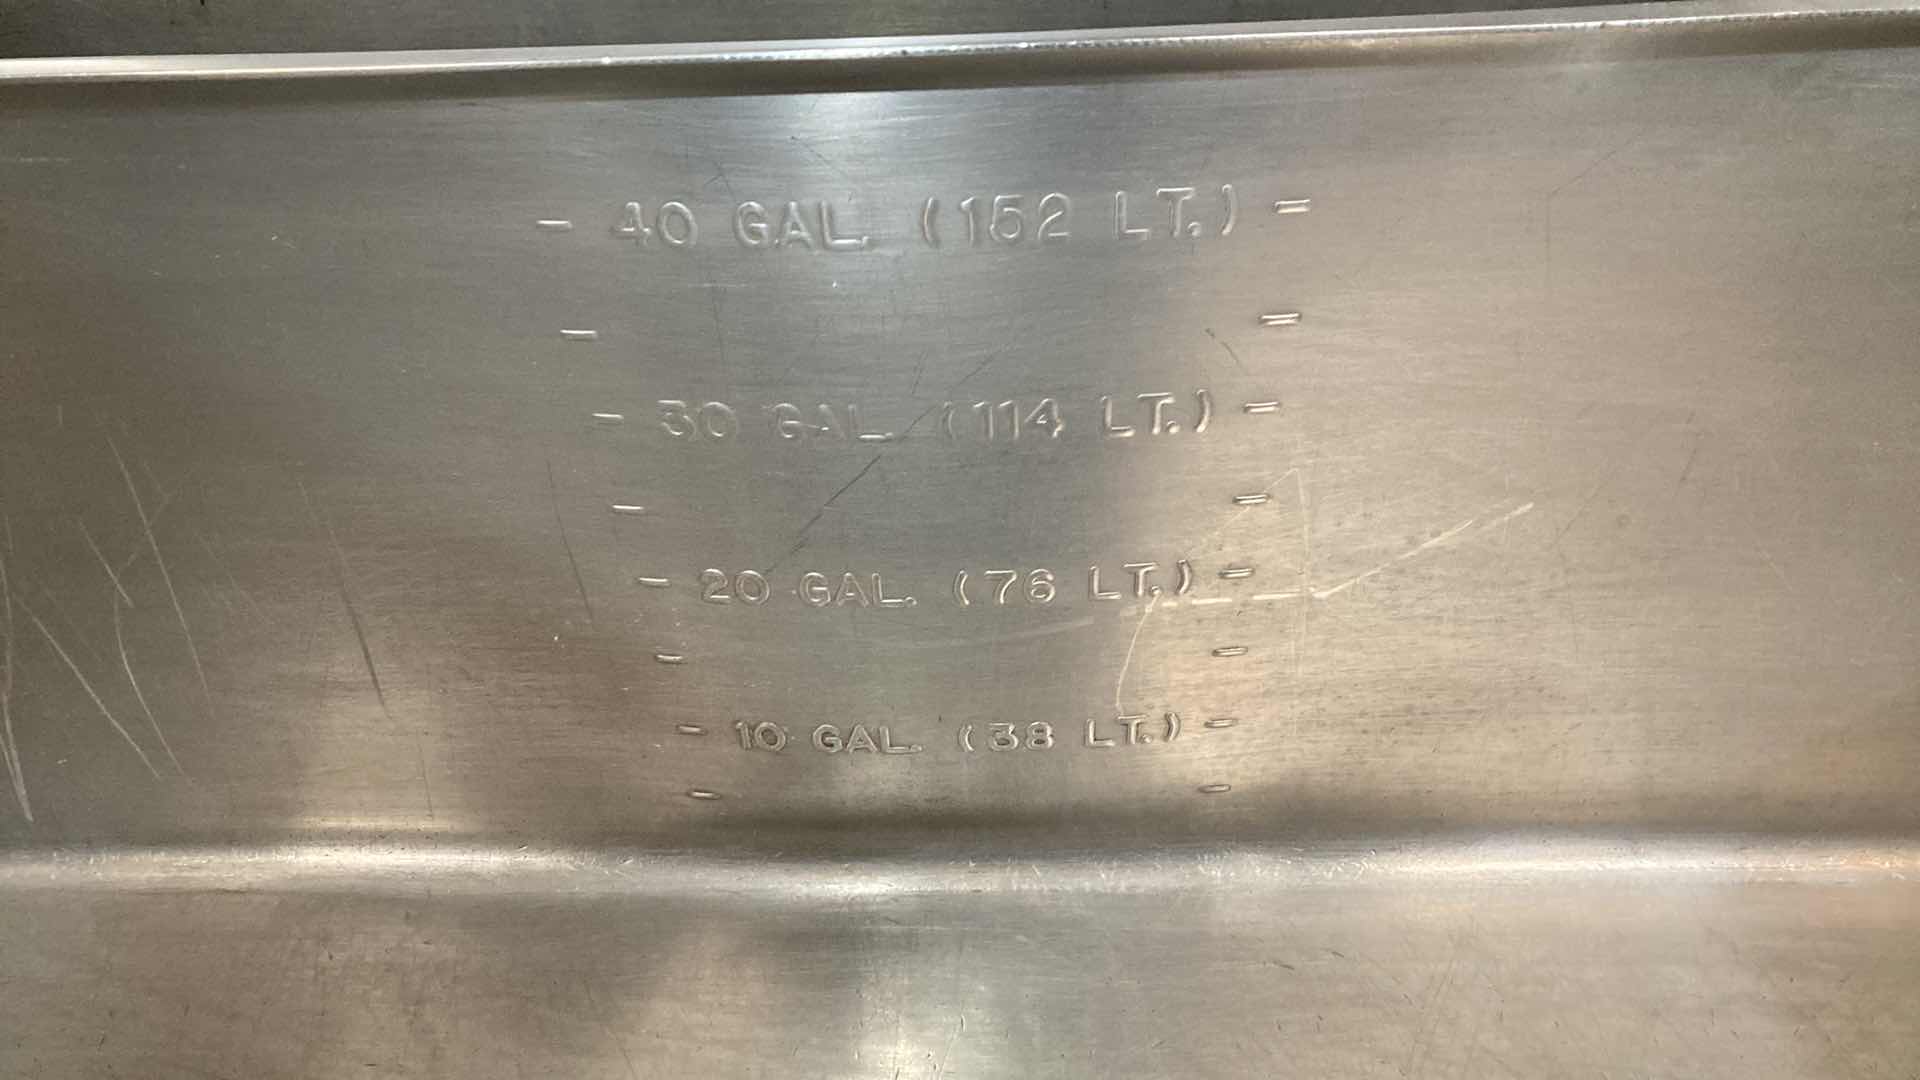 - 40 GAL. (152 LT.) -
- 30 GAL. (114 LT.) -
- 20 GAL. (76 LT.) -
- 10 GAL. (38 LT.) -